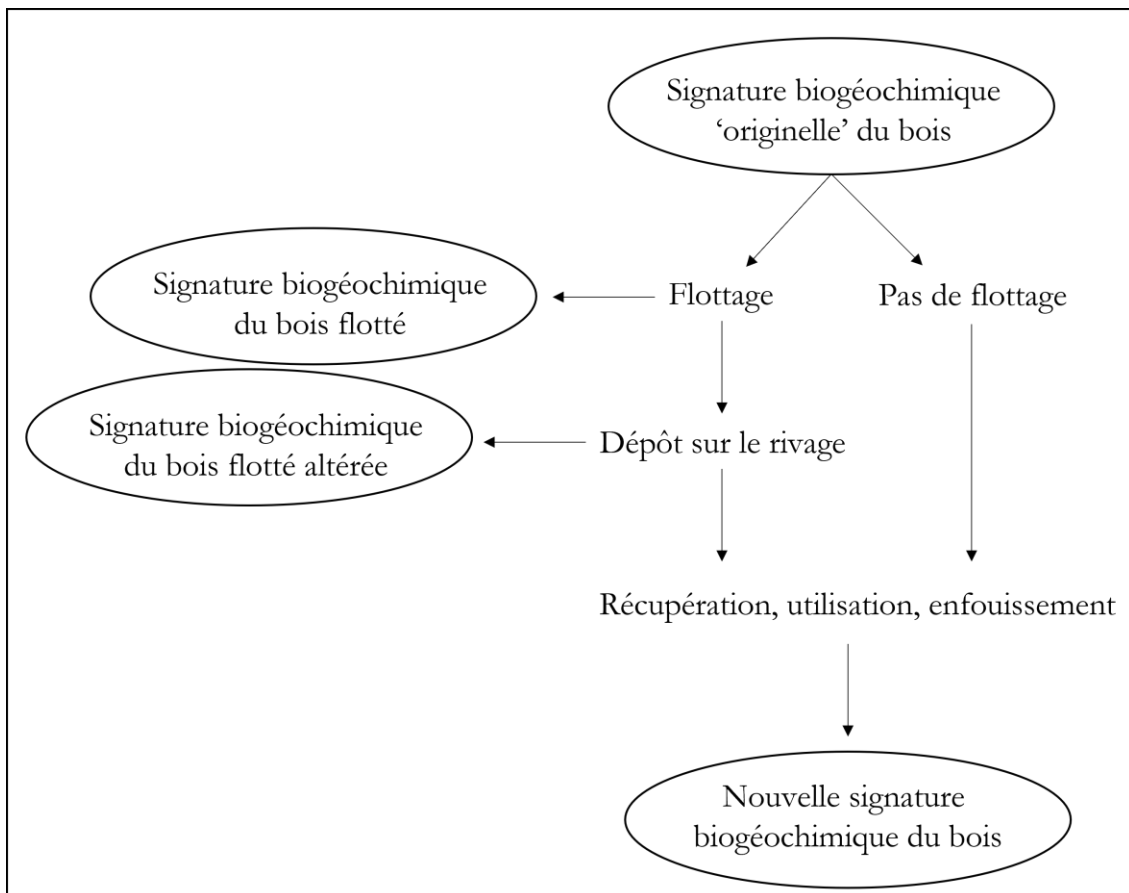 Signature biogéochimique
‘originelle’ du bois
Signature biogéochimique
du bois flotté
Flottage
Pas de flottage
Signature biogéochimique
du bois flotté altérée
Dépôt sur le rivage
Récupération, utilisation, enfouissement
Nouvelle signature
biogéochimique du bois